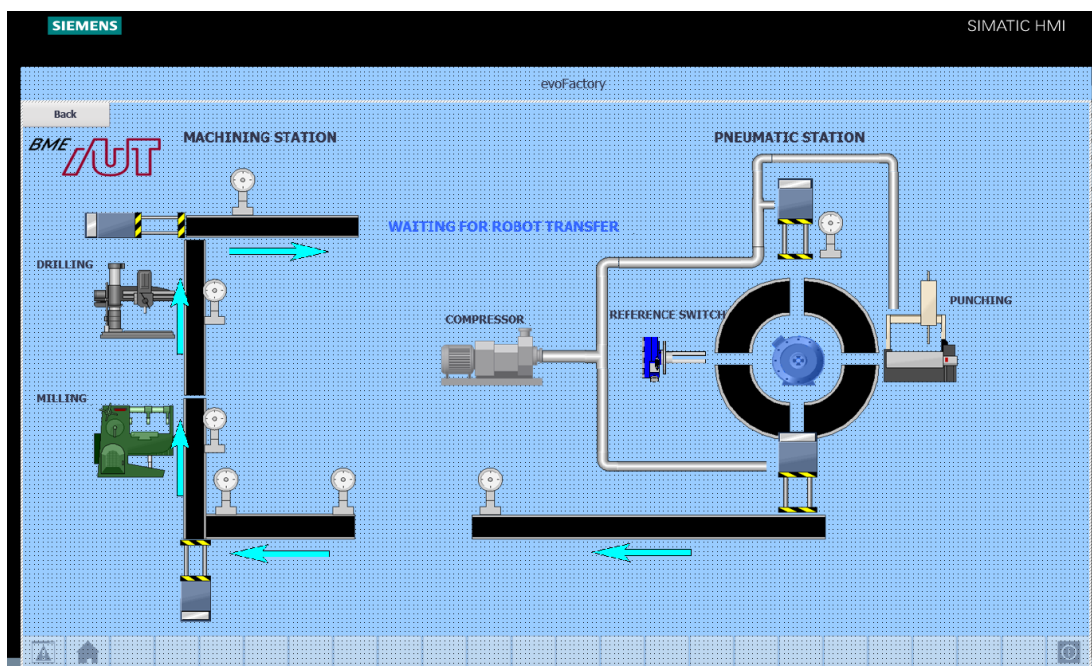 SIEMENS
SIMATIC HMI
evoFactory
Back
BME AUT
MACHINING STATION
PNEUMATIC STATION
WAITING FOR ROBOT TRANSFER
DRILLING
PUNCHING
COMPRESSOR
REFERENCE SWITCH
MILLING